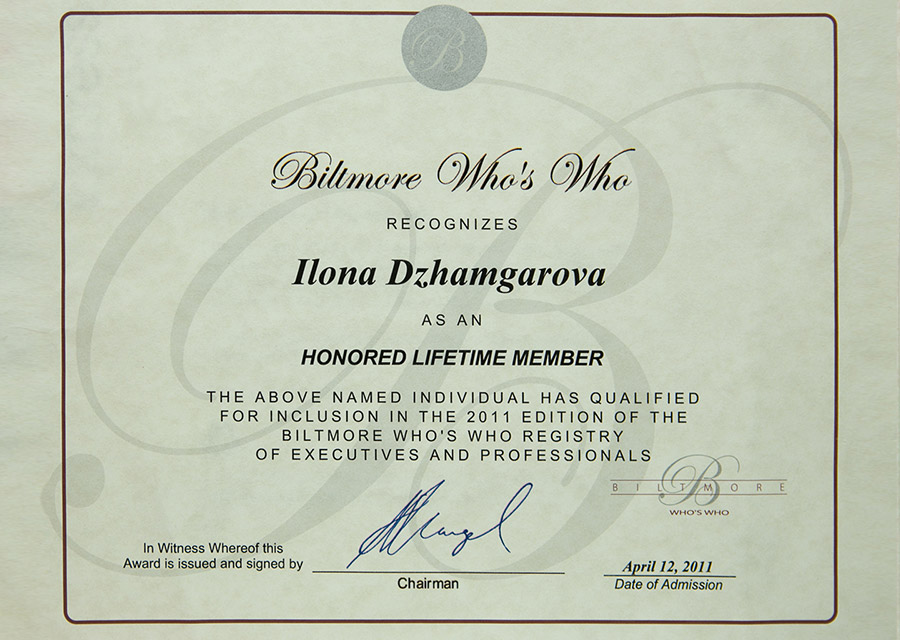 B
Biltmore Who's Who
RECOGNIZES
Ilona Dzhamgarova
AS AN
HONORED LIFETIME MEMBER
THE ABOVE NAMED INDIVIDUAL HAS QUALIFIED
FOR INCLUSION IN THE 2011 EDITION OF THE
BILTMORE WHO'S WHO REGISTRY
OF EXECUTIVES AND PROFESSIONALS
B
BILTMORE
WHO'S WHO
In Witness Whereof this
Award is issued and signed by
Chairman
April 12, 2011
Date of Admission